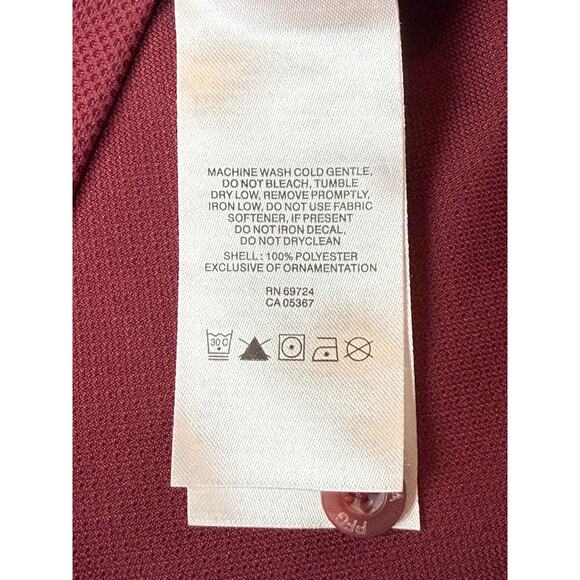 MACHINE WASH COLD GENTLE,
DO NOT BLEACH, TUMBLE
DRY LOW, REMOVE PROMPTLY,
IRON LOW, DO NOT USE FABRIC
SOFTENER, IF PRESENT
DO NOT IRON DECAL,
DO NOT DRYCLEAN
SHELL : 100% POLYESTER
EXCLUSIVE OF ORNAMENTATION
RN 69724
CA 05367
30 C
PPG